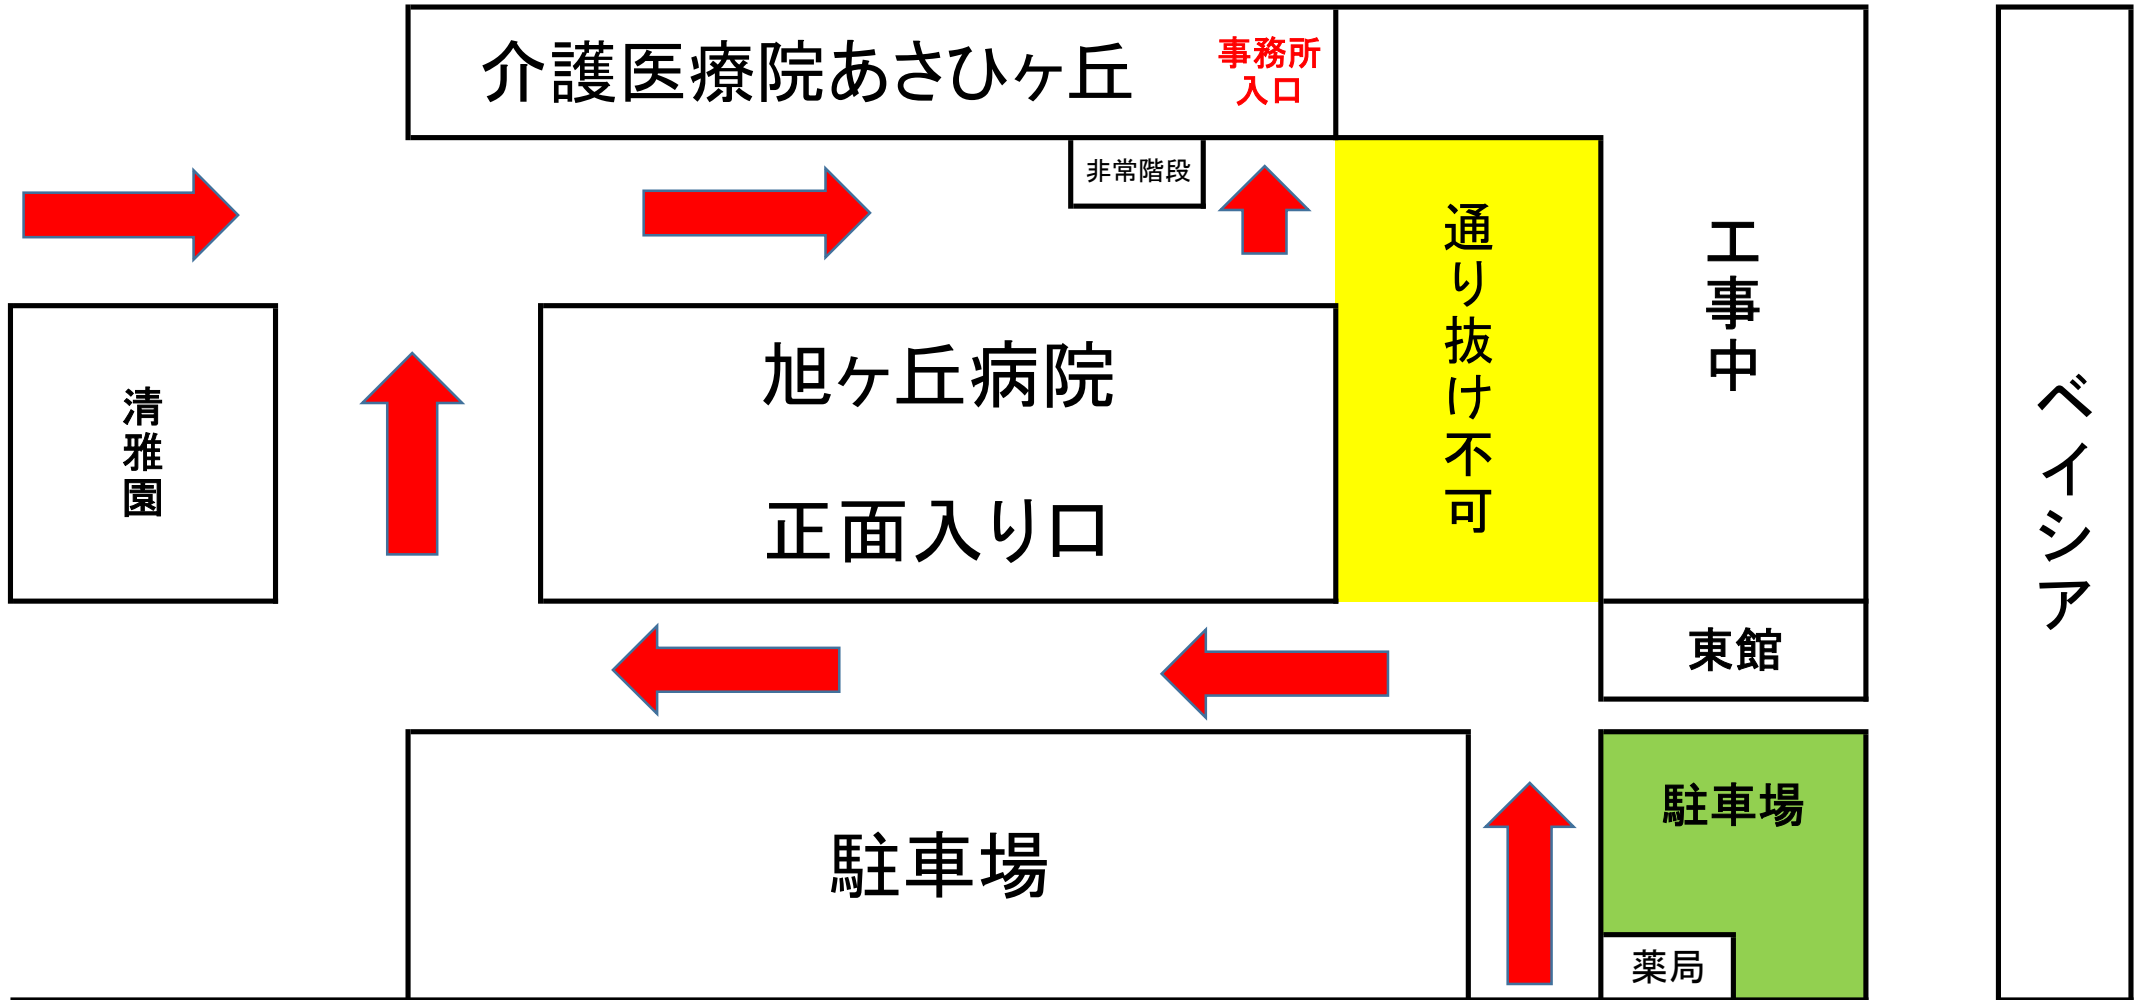 介護医療院あさひヶ丘
事務所
入口
非常階段
通り抜け不可
工事中
ベイシア
清雅園
旭ヶ丘病院
正面入り口
東館
駐車場
駐車場
薬局